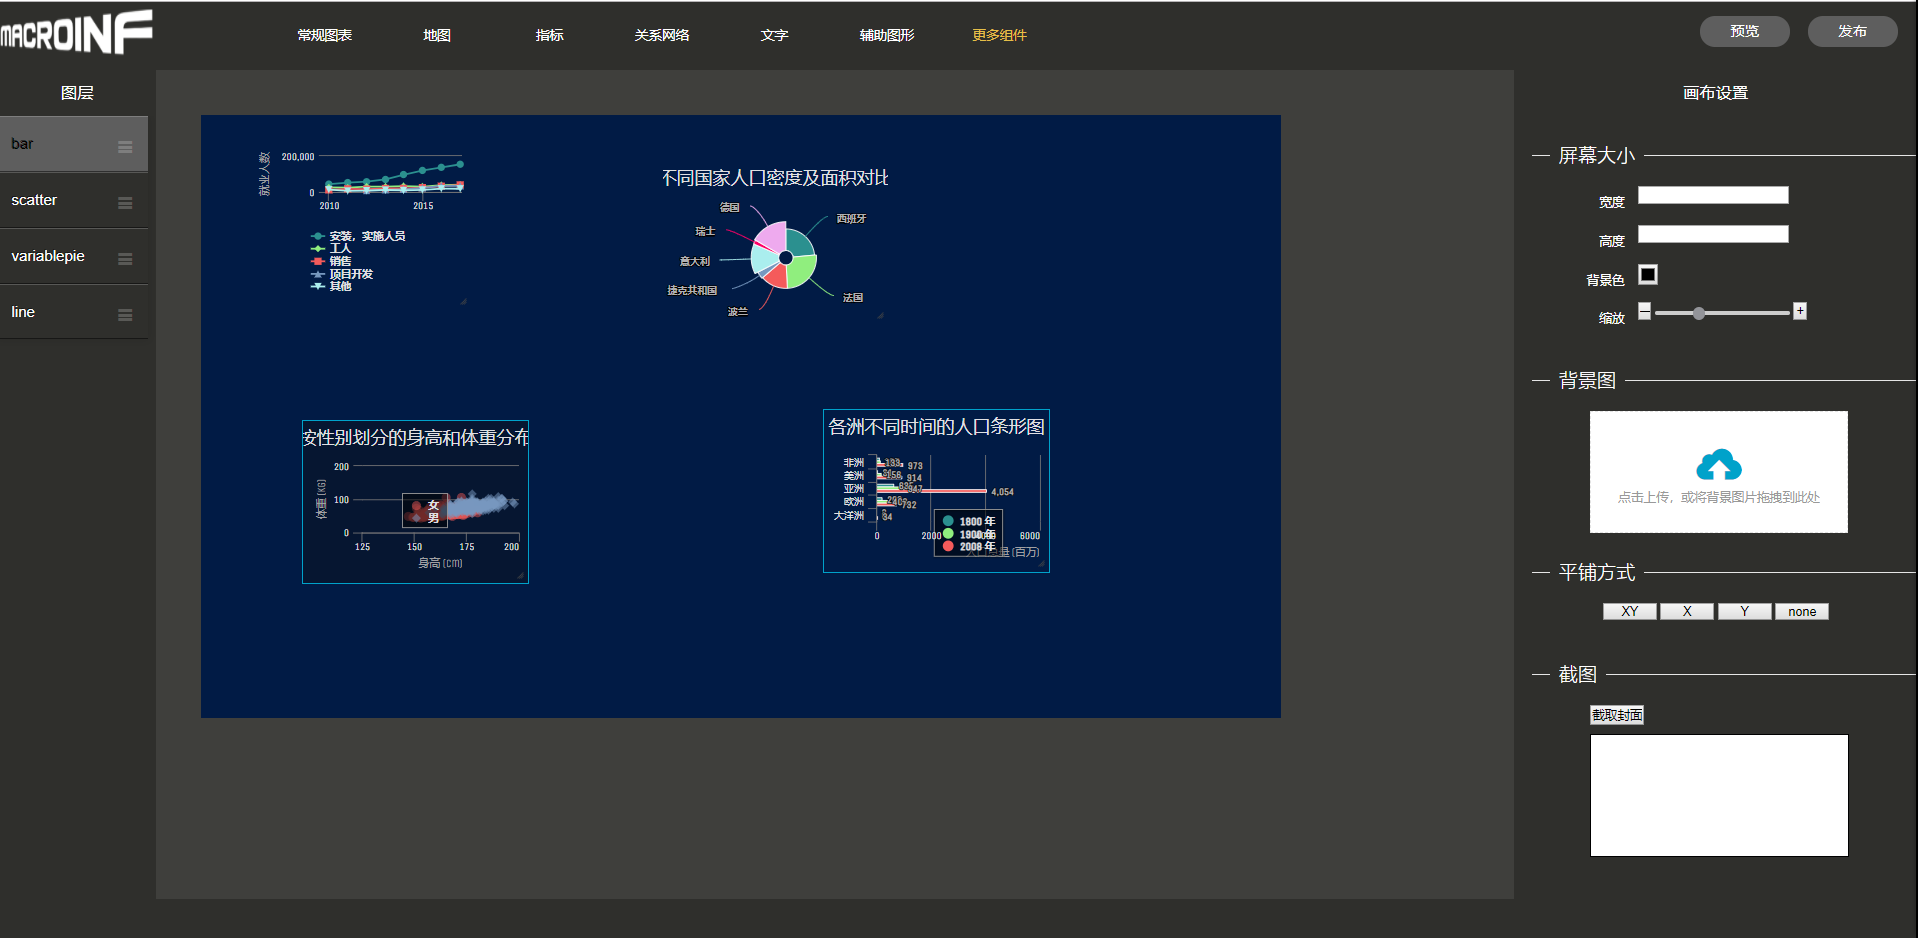 MACROINF
常规图表
地图
指标
关系网络
文字
辅助图形
更多组件
预览
发布
图层
bar
scatter
variablepie
line
就业人数
200,000
0
2010
2015
安装，实施人员
工人
销售
项目开发
其他
不同国家人口密度及面积对比
德国
西班牙
瑞士
意大利
捷克共和国
法国
波兰
按性别划分的身高和体重分布
体重 (KG)
200
100
0
女
男
125
150
175
200
身高 (cm)
各洲不同时间的人口条形图
非洲
美洲
亚洲
欧洲
大洋洲
133
973
914
947
4,054
732
34
1800 年
1900 年
2008 年
0
2000
6000
(百万)
画布设置
屏幕大小
宽度
高度
背景色
缩放
—
+
背景图
点击上传，或将背景图片拖拽到此处
平铺方式
XY
X
Y
none
截图
截取封面